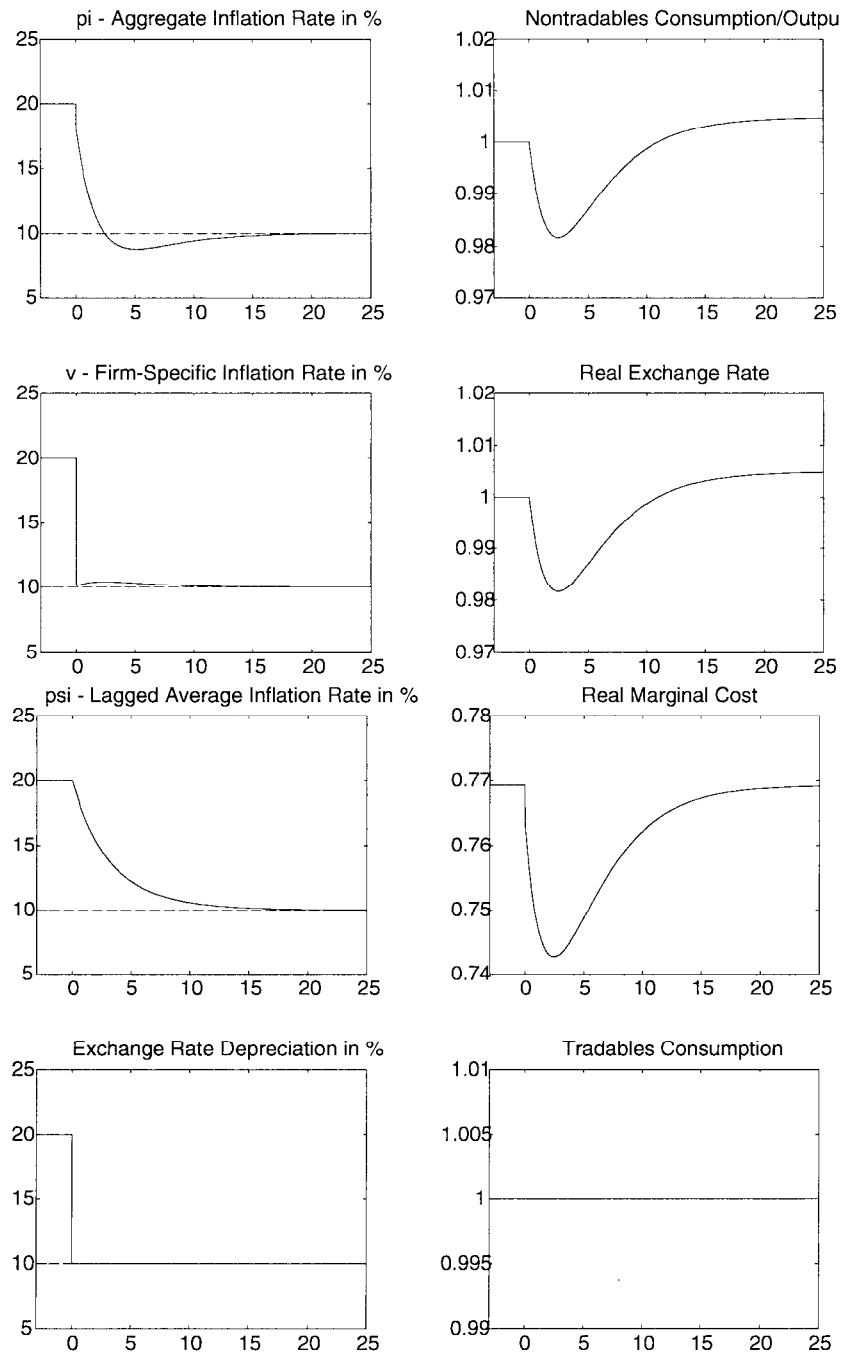 pi - Aggregate Inflation Rate in %
25
20
15
10
5
0 5 10 15 20 25
Nontradables Consumption/Outpu
1.02
1.01
1
0.99
0.98
0.97
0 5 10 15 20 25
v - Firm-Specific Inflation Rate in %
25
20
15
10
5
0 5 10 15 20 25
Real Exchange Rate
1.02
1.01
1
0.99
0.98
0.97
0 5 10 15 20 25
psi - Lagged Average Inflation Rate in %
25
20
15
10
5
0 5 10 15 20 25
Real Marginal Cost
0.78
0.77
0.76
0.75
0.74
0 5 10 15 20 25
Exchange Rate Depreciation in %
25
20
15
10
5
0 5 10 15 20 25
Tradables Consumption
1.01
1.005
1
0.995
0.99
0 5 10 15 20 25